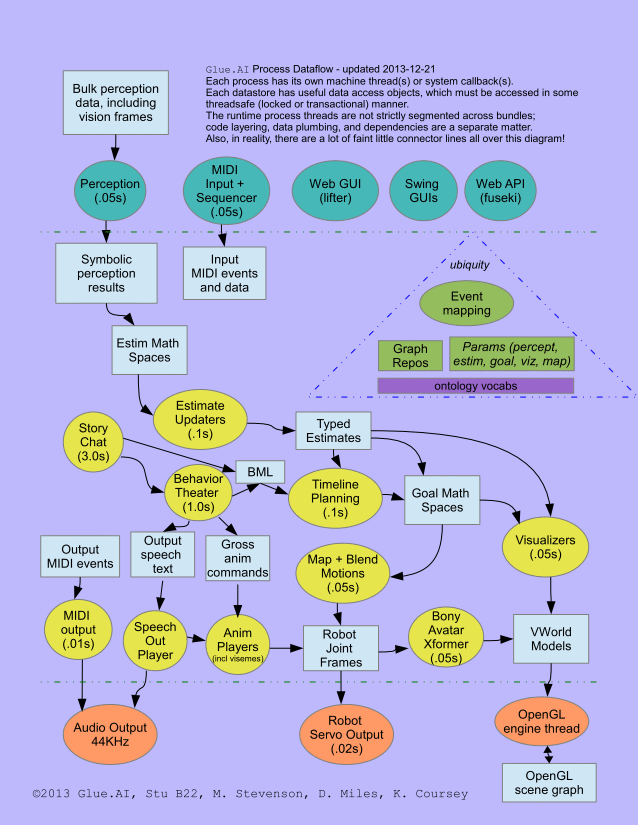 Glue.AI Process Dataflow - updated 2013-12-21
Each process has its own machine thread(s) or system callback(s).
Each datastore has useful data access objects, which must be accessed in some
threadsafe (locked or transactional) manner.
The runtime process threads are not strictly segmented across bundles;
code layering, data plumbing, and dependencies are a separate matter.
Also, in reality, there are a lot of faint little connector lines all over this diagram!
Bulk perception
data, including
vision frames
Perception
(.05s)
MIDI
Input +
Sequencer
(.05s)
Web GUI
(lifter)
Swing
GUIs
Web API
(fuseki)
Symbolic
perception
results
Input
MIDI events
and data
ubiquity
Event
mapping
Graph
Repos
Params (percept,
estim, goal, viz, map)
ontology vocabs
Estim Math
Spaces
Estimate
Updaters
(.1s)
Typed
Estimates
Story
Chat
(3.0s)
BML
Behavior
Theater
(1.0s)
Timeline
Planning
(.1s)
Goal Math
Spaces
Visualizers
(.05s)
Output
MIDI events
Output
speech
text
Gross
anim
commands
Map + Blend
Motions
(.05s)
MIDI
output
(.01s)
Speech
Out
Player
Anim
Players
(incl visemes)
Robot
Joint
Frames
Bony
Avatar
Xformer
(.05s)
VWorld
Models
Audio Output
44KHz
Robot
Servo Output
(.02s)
OpenGL
engine thread
OpenGL
scene graph
©2013 Glue.AI, Stu B22, M. Stevenson, D. Miles, K. Coursey